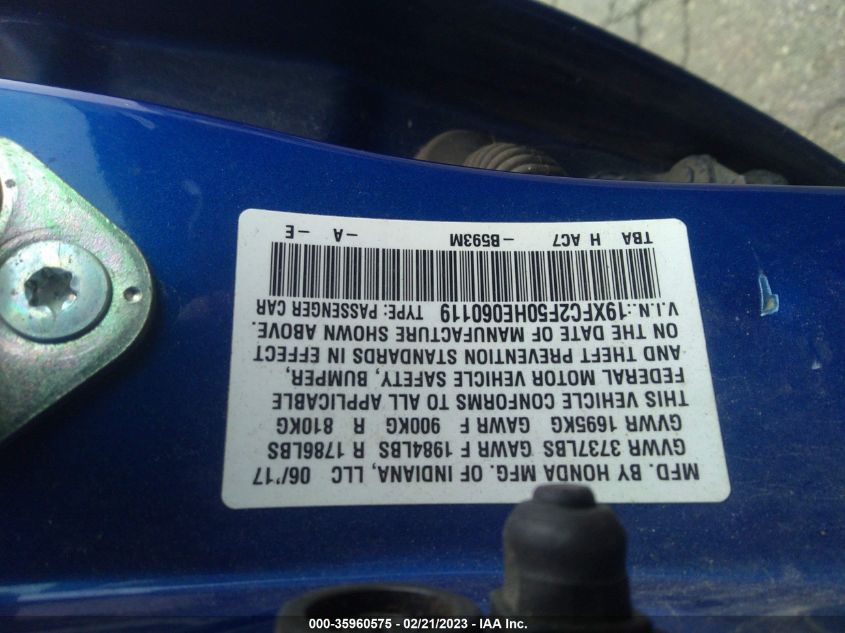 MFD. BY HONDA MFG. OF INDIANA, LLC 06/'17
GVWR 3737LBS GAWR F 1984LBS R 1786LBS
GVWR 1695KG GAWR F 900KG R 810KG
THIS VEHICLE CONFORMS TO ALL APPLICABLE
FEDERAL MOTOR VEHICLE SAFETY, BUMPER,
AND THEFT PREVENTION STANDARDS IN EFFECT
ON THE DATE OF MANUFACTURE SHOWN ABOVE.
V.I.N.:19XFC2F50HE060119 TYPE: PASSENGER CAR
TBA H AC7 -B593M -A -E
000-35960575 / 02/21/2023 - IAA Inc.